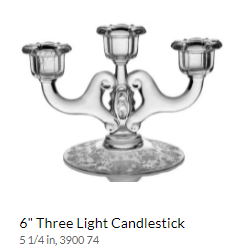 6" Three Light Candlestick
5 1/4 in, 3900 74